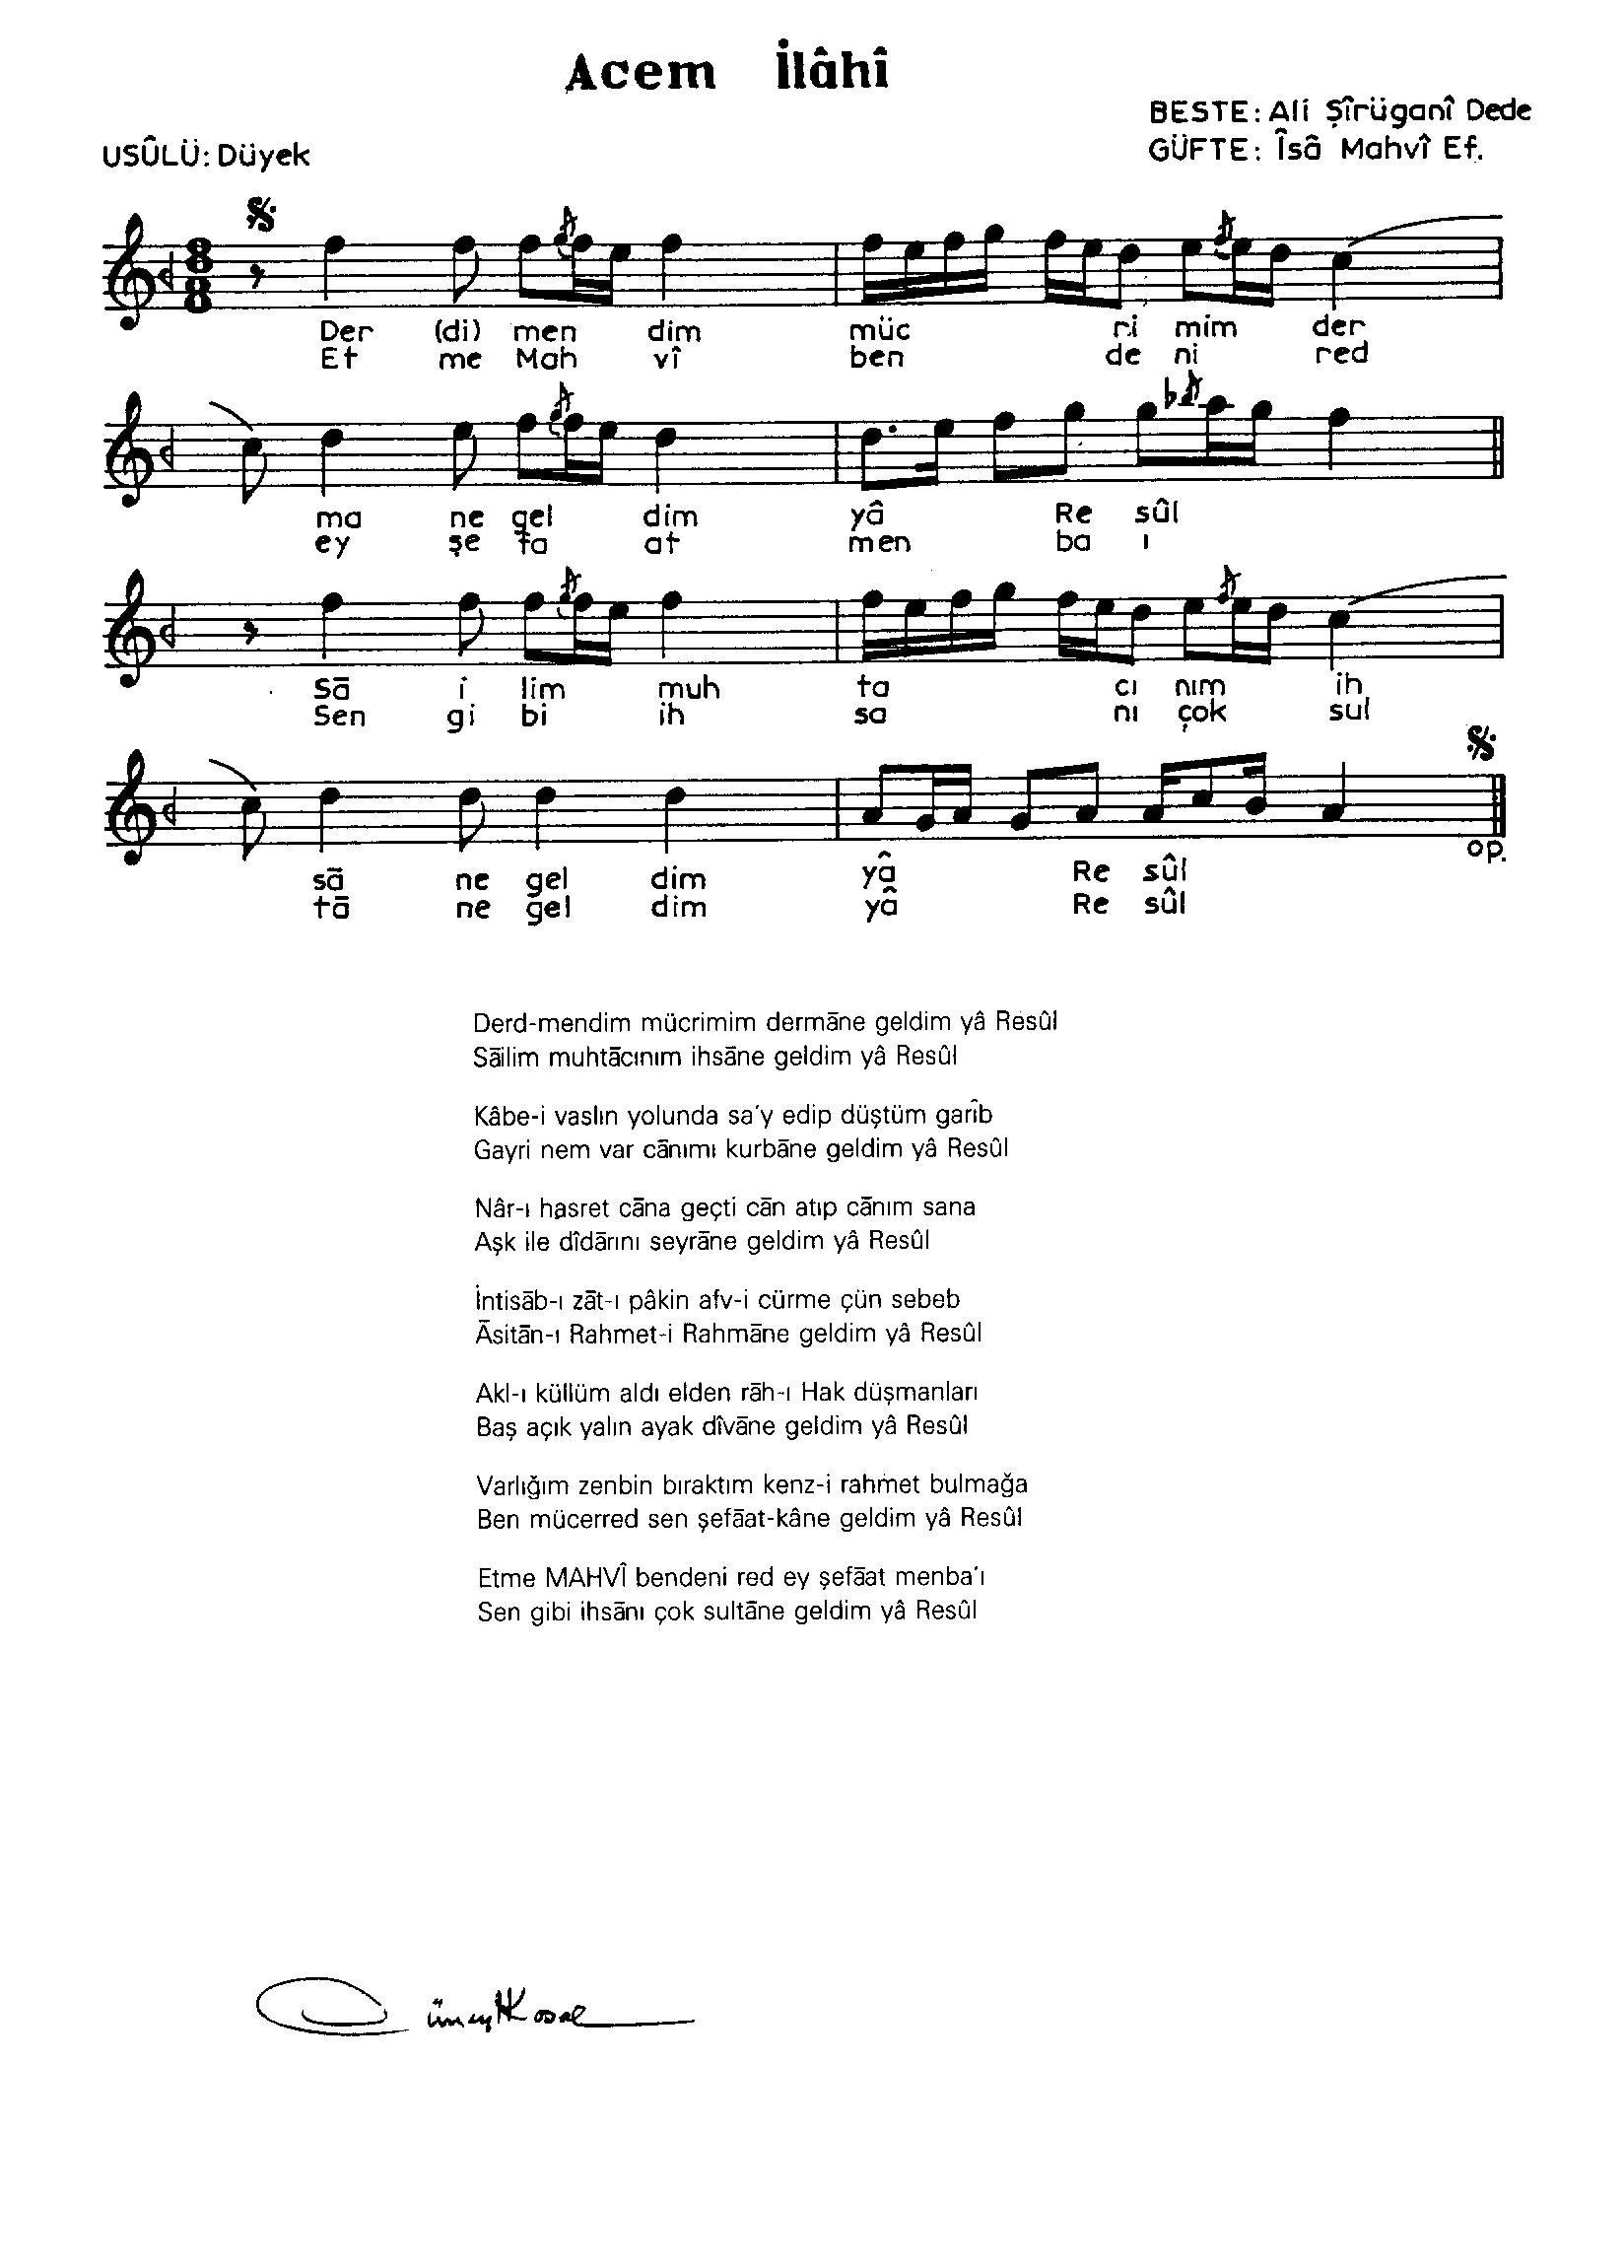 Acem İlâhî
BESTE: Ali Şîrüganî Dede
USÛLÜ: Düyek
GÜFTE: Îsâ Mahvî Ef.
Der (di) men dim müc ri mim der
Et me Mah vî ben de ni red
ma ne gel dim yâ Re sûl
ey şe fa at men ba ı
Sā i lim muh ta cı nım ih
Sen gi bi ih sa nı çok sul
sā ne gel dim yâ Re sûl
op.
tā ne gel dim yâ Re sûl
Derd-mendim mücrimim dermāne geldim yâ Resûl
Sāilim muhtācınım ihsāne geldim yâ Resûl
Kâbe-i vaslın yolunda sa'y edip düştüm garîb
Gayri nem var cānımı kurbāne geldim yâ Resûl
Nâr-ı hasret cāna geçti cān atıp cānım sana
Aşk ile dîdārını seyrāne geldim yâ Resûl
İntisāb-ı zāt-ı pâkin afv-i cürme çün sebeb
Āsitān-ı Rahmet-i Rahmāne geldim yâ Resûl
Akl-ı küllüm aldı elden rāh-ı Hak düşmanları
Baş açık yalın ayak dîvāne geldim yâ Resûl
Varlığım zenbin bıraktım kenz-i rahmet bulmağa
Ben mücerred sen şefāat-kâne geldim yâ Resûl
Etme MAHVÎ bendeni red ey şefāat menba'ı
Sen gibi ihsānı çok sultāne geldim yâ Resûl
Cüneyt Kosal